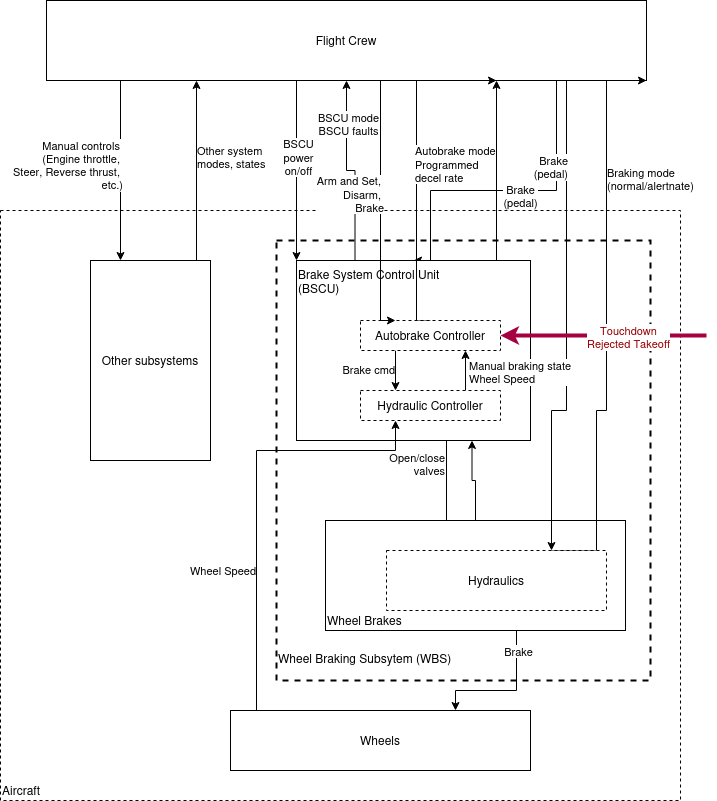 Flight Crew
Manual controls
(Engine throttle,
Steer, Reverse thrust,
etc.)
Other system
modes, states
BSCU
power
on/off
BSCU mode
BSCU faults
Arm and Set,
Disarm,
Brake
Autobrake mode
Programmed
decel rate
Brake
(pedal)
Brake
(pedal)
Braking mode
(normal/alertnate)
Brake System Control Unit
(BSCU)
Other subsystems
Autobrake Controller
Touchdown
Rejected Takeoff
Brake cmd
Manual braking state
Wheel Speed
Hydraulic Controller
Open/close
valves
Wheel Speed
Hydraulics
Wheel Brakes
Wheel Braking Subsytem (WBS)
Brake
Wheels
Aircraft